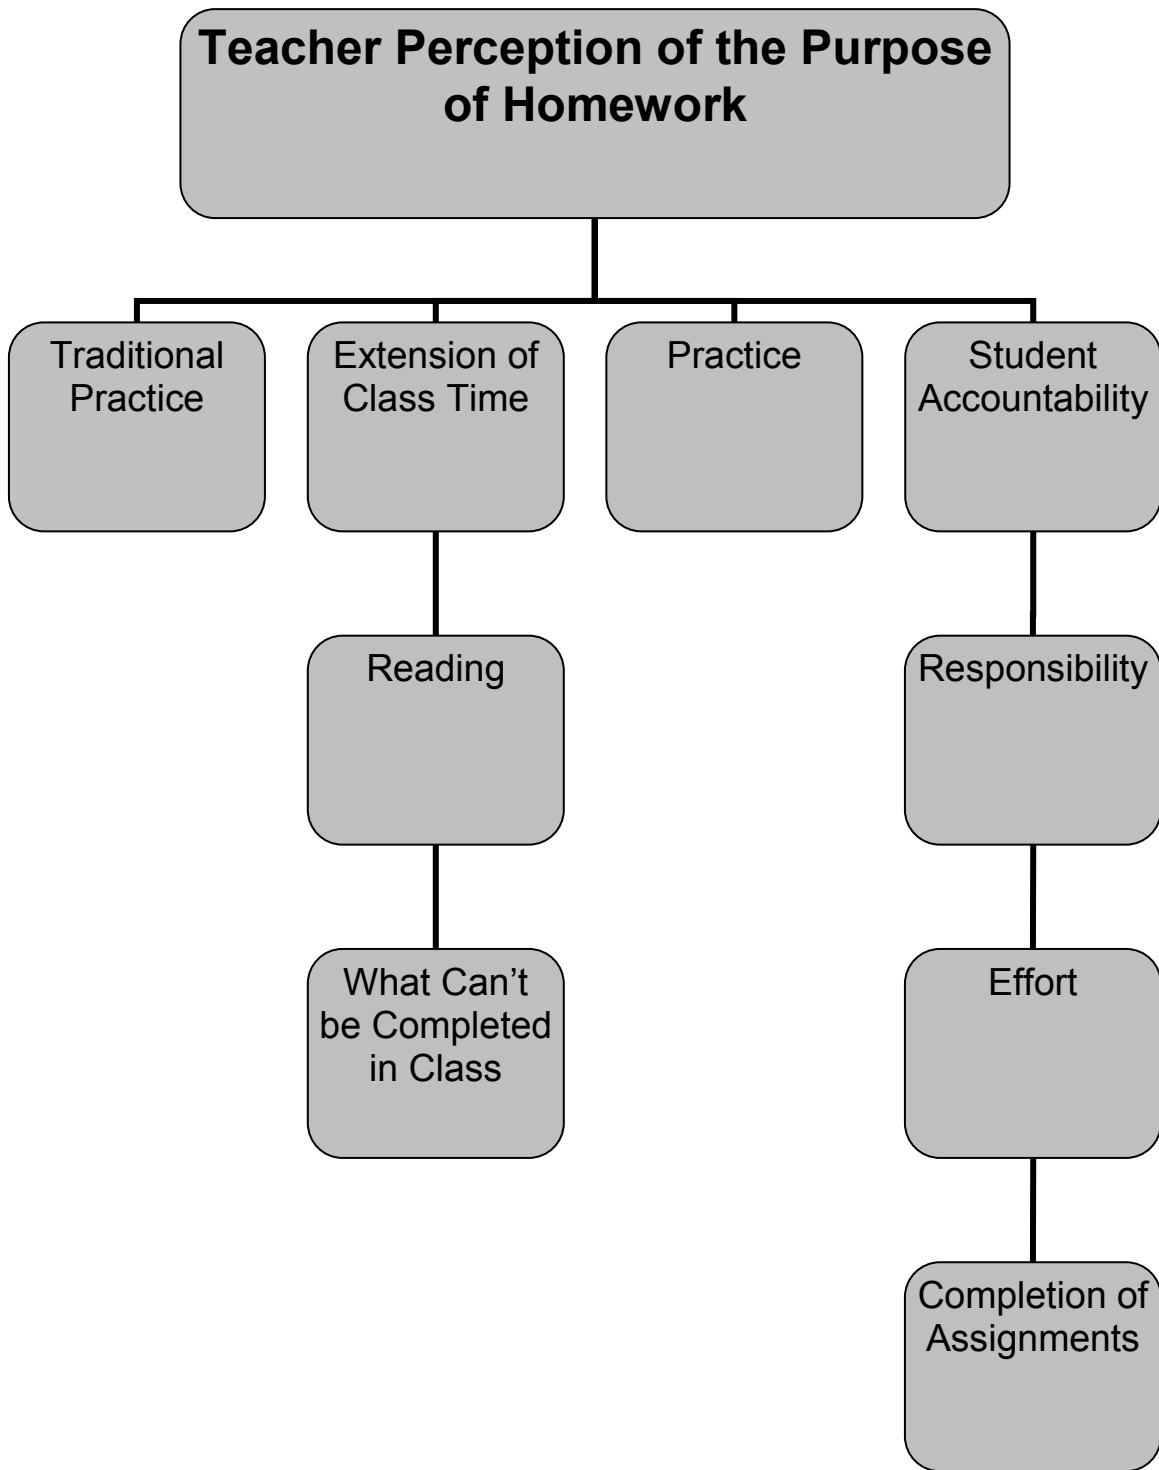 Teacher Perception of the Purpose
of Homework
Traditional
Practice
Extension of
Class Time
Practice
Student
Accountability
Reading
Responsibility
What Can’t
be Completed
in Class
Effort
Completion of
Assignments